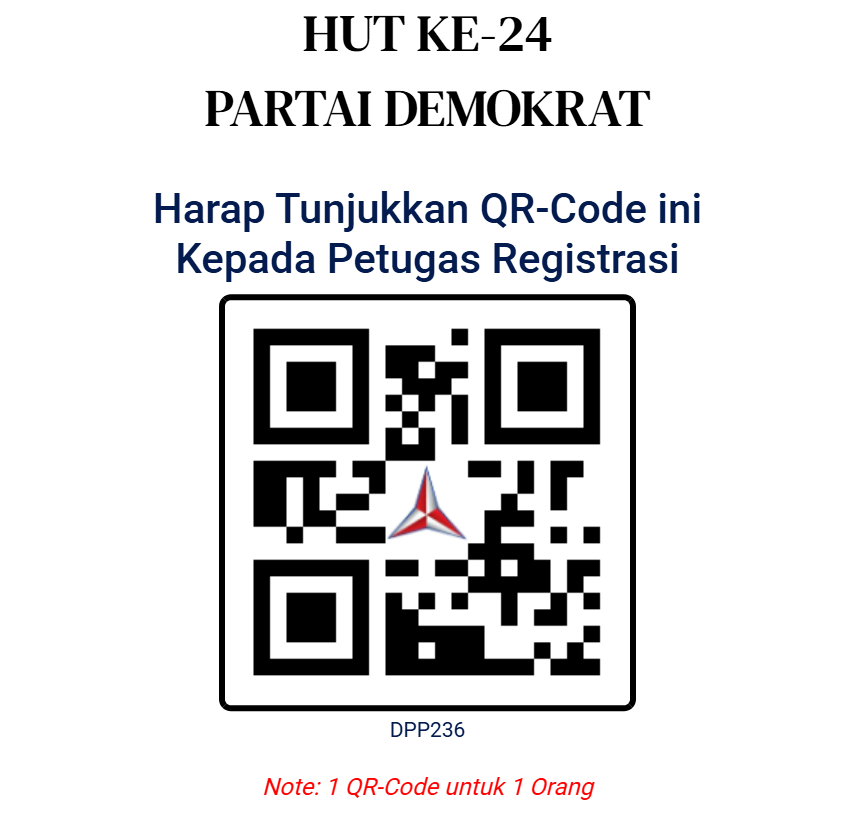 HUT KE-24
PARTAI DEMOKRAT
Harap Tunjukkan QR-Code ini
Kepada Petugas Registrasi
DPP236
Note: 1 QR-Code untuk 1 Orang